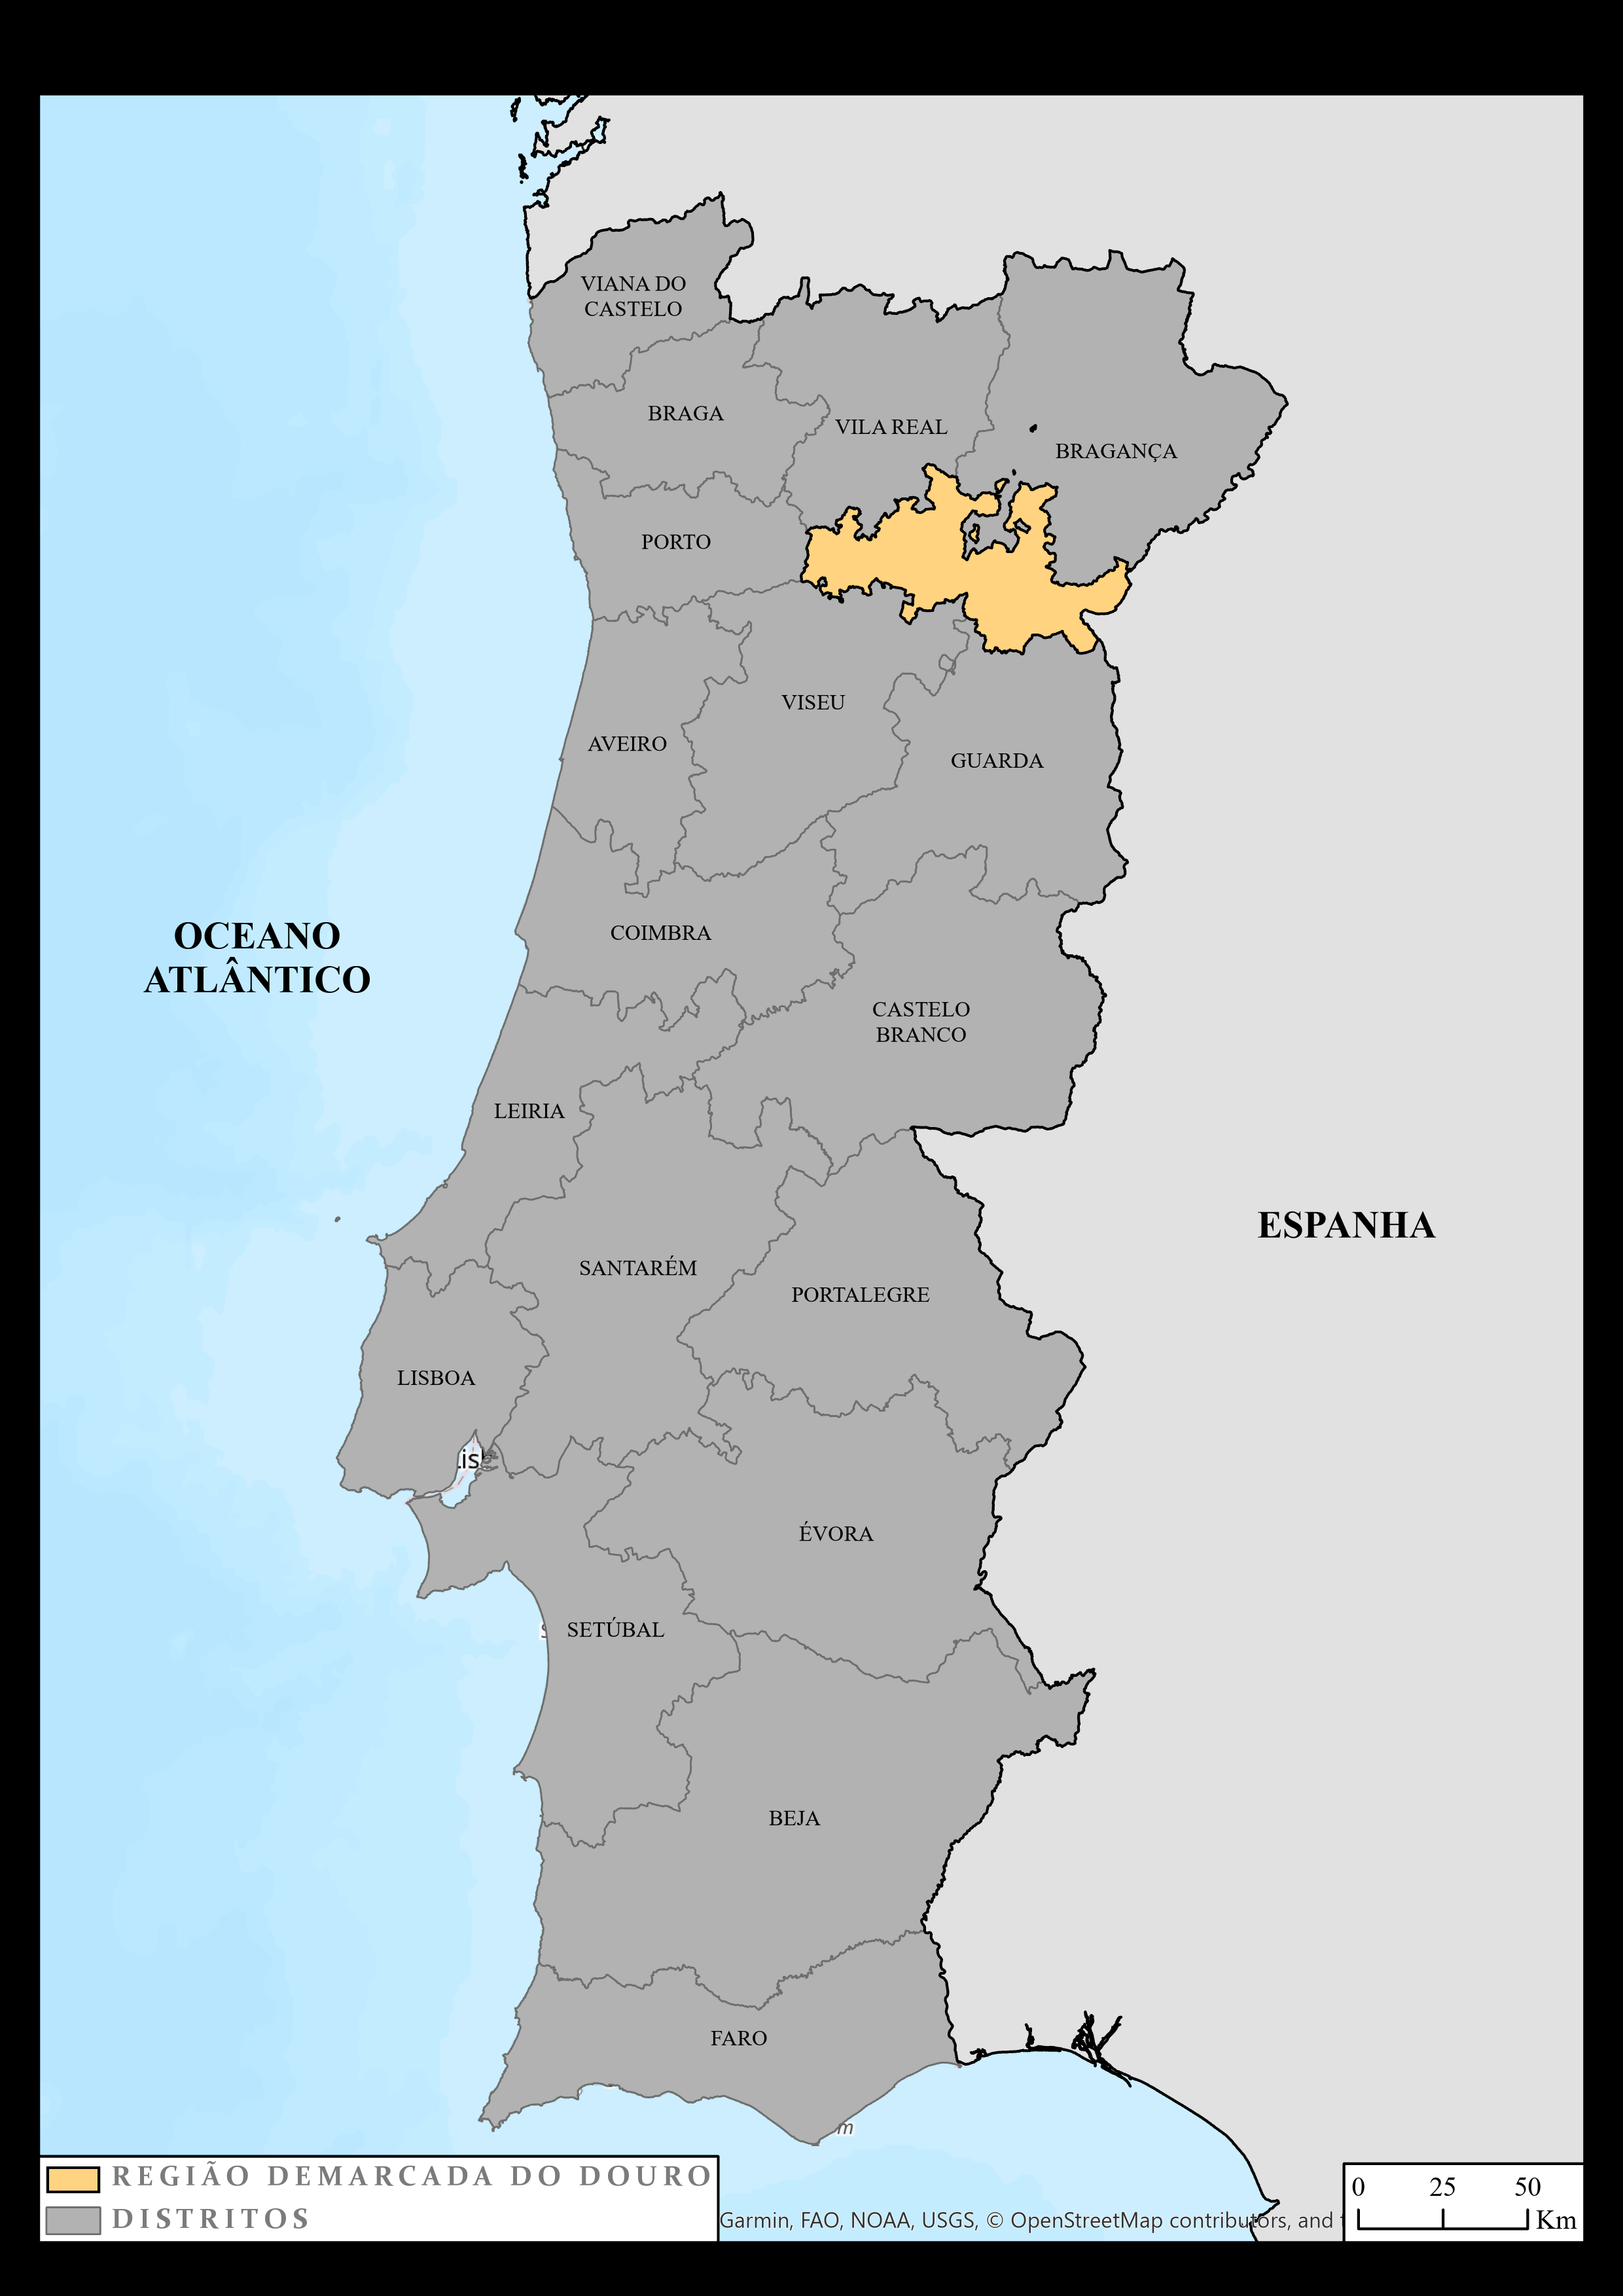 VIANA DO
CASTELO
BRAGA
VILA REAL
BRAGANÇA
PORTO
VISEU
AVEIRO
GUARDA
OCEANO
ATLÂNTICO
COIMBRA
CASTELO
BRANCO
LEIRIA
ESPANHA
SANTARÉM
PORTALEGRE
LISBOA
ÉVORA
SETÚBAL
BEJA
FARO
m
REGIÃO DEMARCADA DO DOURO
DISTRITOS
Garmin, FAO, NOAA, USGS, © OpenStreetMap contributors, and
0 25 50
Km